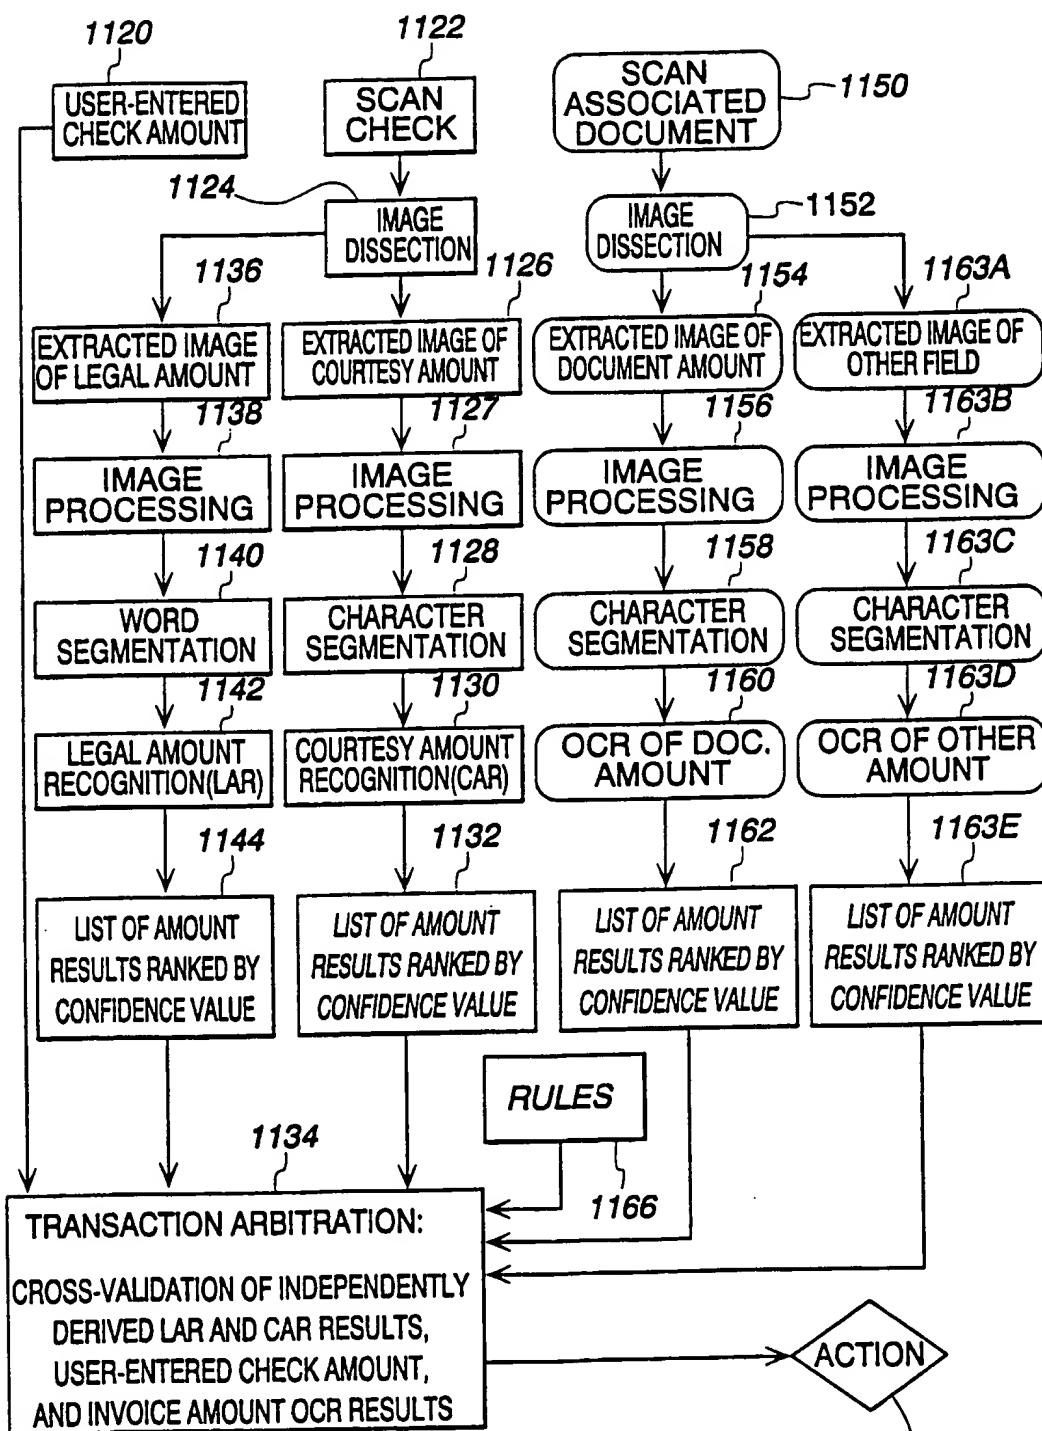 1120
1122
USER-ENTERED
CHECK AMOUNT
SCAN
CHECK
SCAN
ASSOCIATED
DOCUMENT
1150
1124
IMAGE
DISSECTION
IMAGE
DISSECTION
1152
1136
1126
1154
1163A
EXTRACTED IMAGE
OF LEGAL AMOUNT
EXTRACTED IMAGE OF
COURTESY AMOUNT
EXTRACTED IMAGE OF
DOCUMENT AMOUNT
EXTRACTED IMAGE OF
OTHER FIELD
1138
1127
1156
1163B
IMAGE
PROCESSING
IMAGE
PROCESSING
IMAGE
PROCESSING
IMAGE
PROCESSING
1140
1128
1158
1163C
WORD
SEGMENTATION
CHARACTER
SEGMENTATION
CHARACTER
SEGMENTATION
CHARACTER
SEGMENTATION
1142
1130
1160
1163D
LEGAL AMOUNT
RECOGNITION(LAR)
COURTESY AMOUNT
RECOGNITION(CAR)
OCR OF DOC.
AMOUNT
OCR OF OTHER
AMOUNT
1144
1132
1162
1163E
LIST OF AMOUNT
RESULTS RANKED BY
CONFIDENCE VALUE
LIST OF AMOUNT
RESULTS RANKED BY
CONFIDENCE VALUE
LIST OF AMOUNT
RESULTS RANKED BY
CONFIDENCE VALUE
LIST OF AMOUNT
RESULTS RANKED BY
CONFIDENCE VALUE
RULES
1134
1166
TRANSACTION ARBITRATION:
CROSS-VALIDATION OF INDEPENDENTLY
DERIVED LAR AND CAR RESULTS,
USER-ENTERED CHECK AMOUNT,
AND INVOICE AMOUNT OCR RESULTS
ACTION